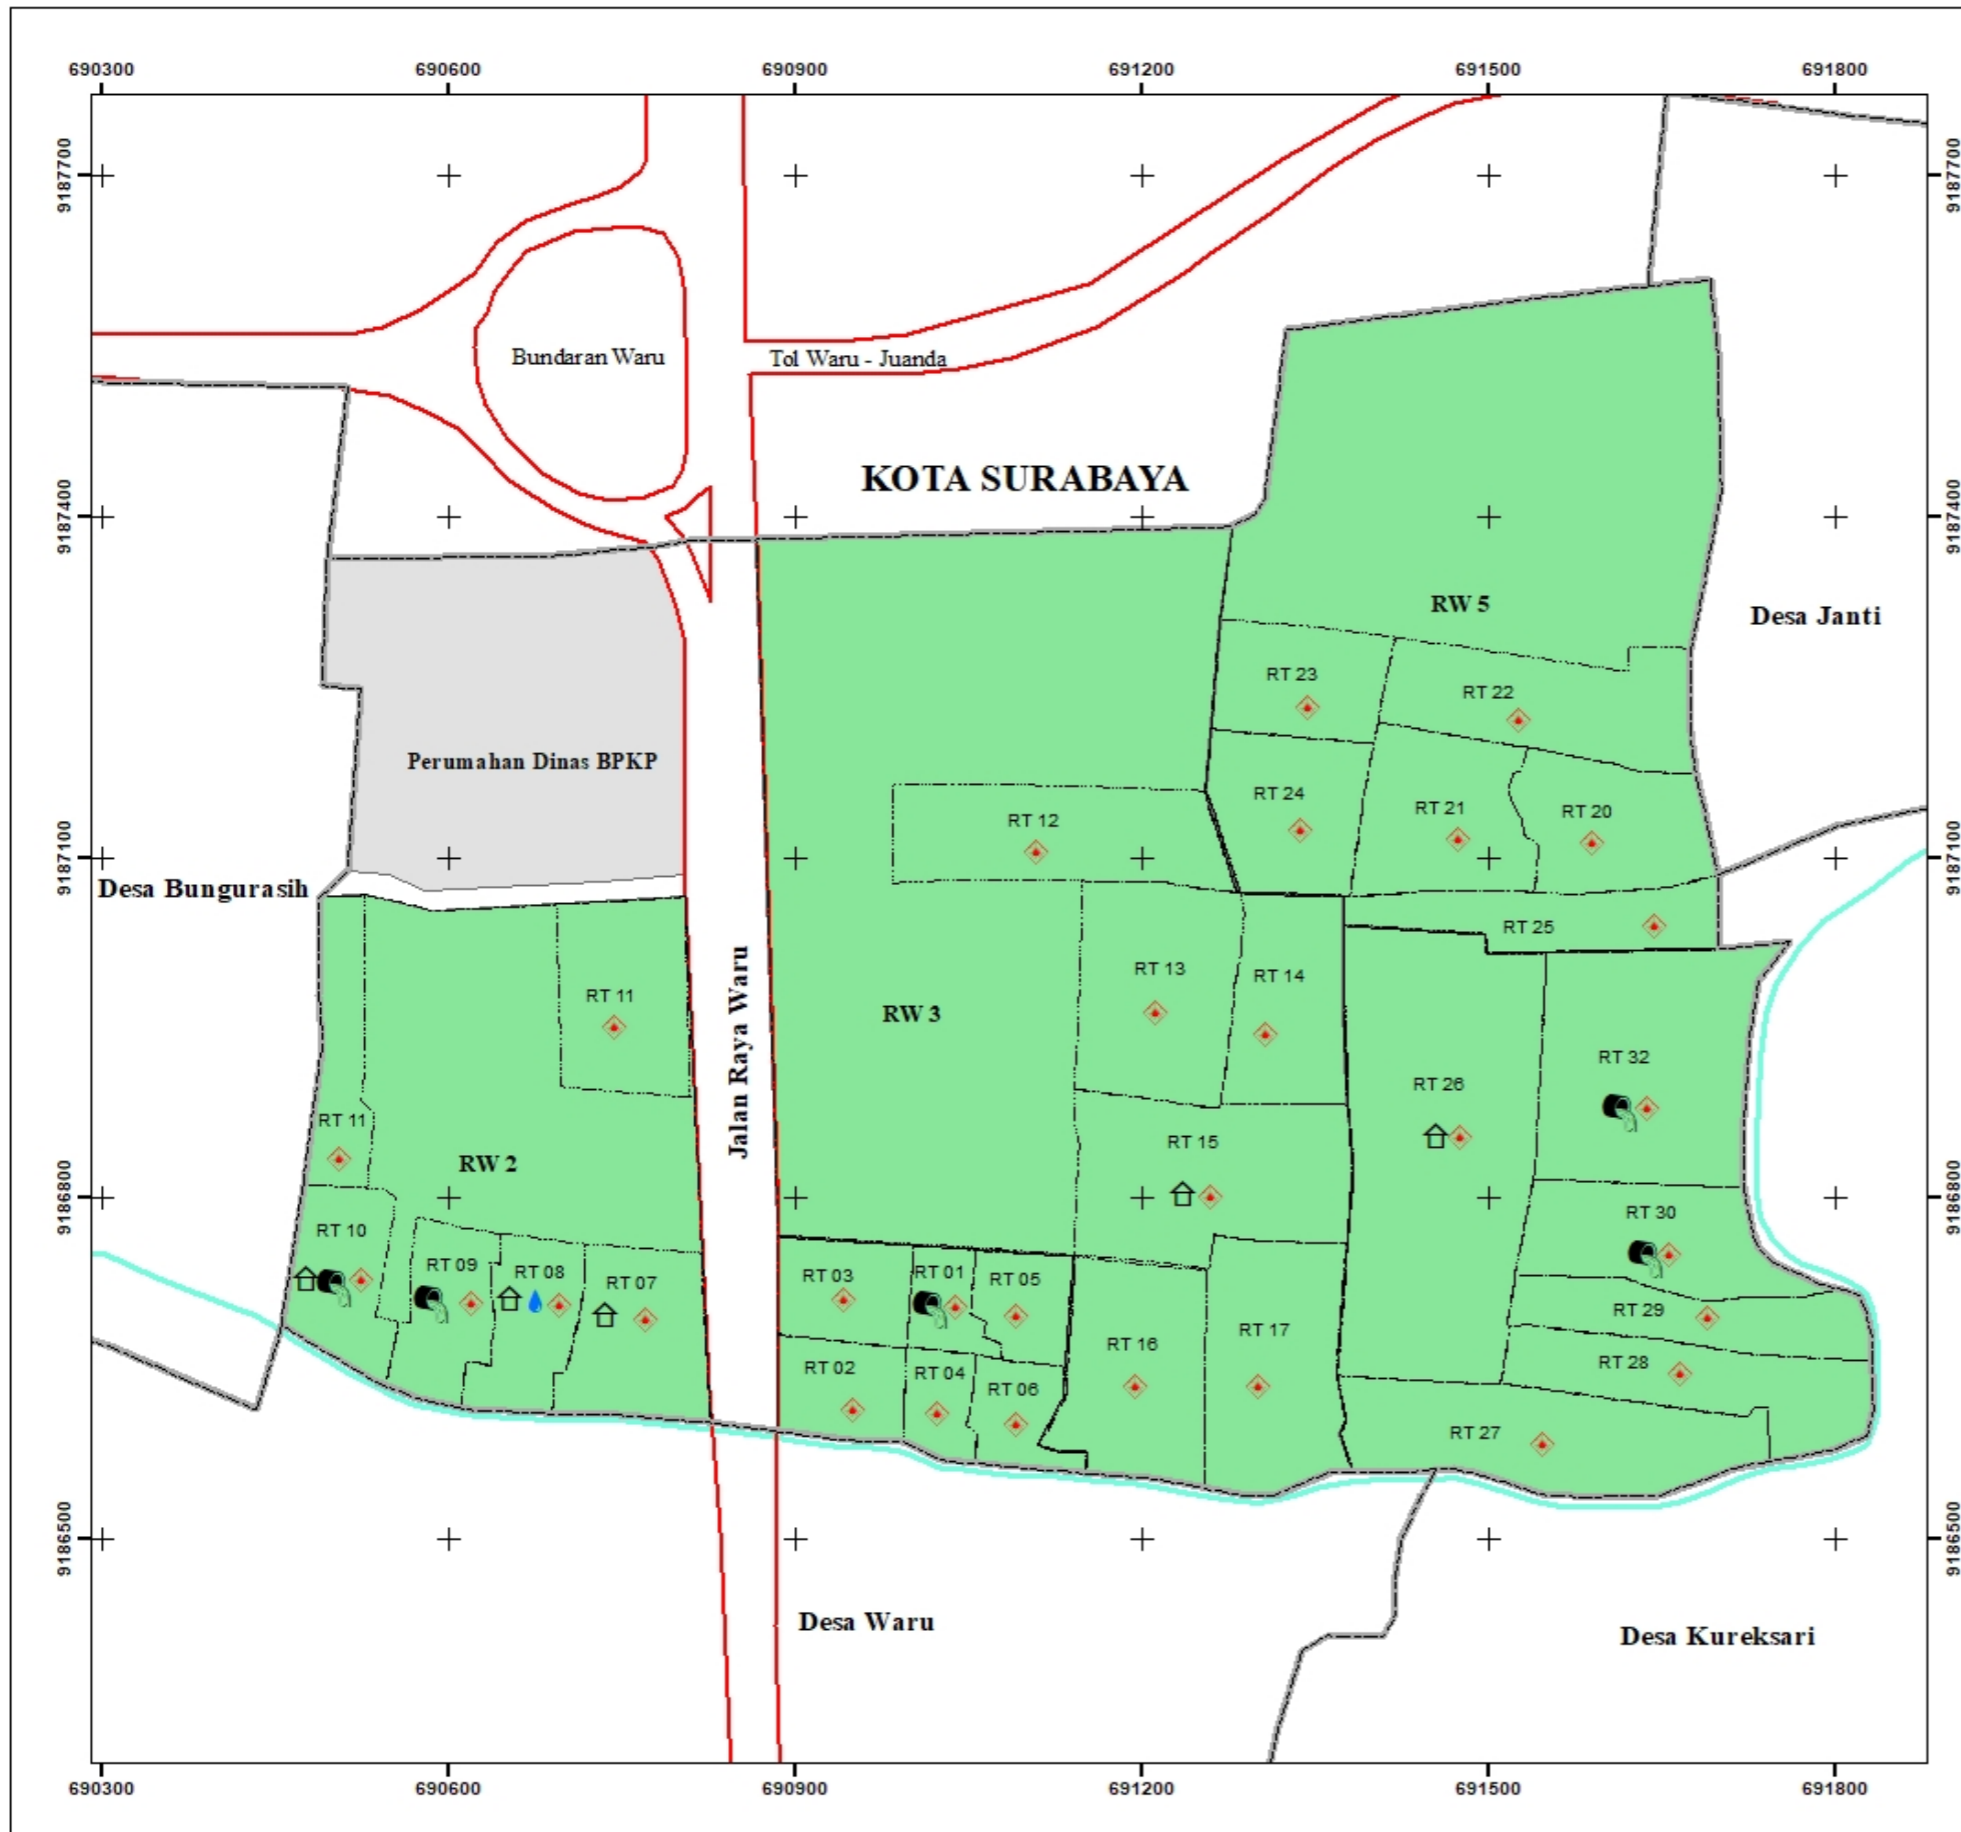 690300 690600 690900 691200 691500 691800
9187700
9187700
Bundaran Waru
Tol Waru - Juanda
KOTA SURABAYA
9187400
9187400
RW 5
Desa Janti
RT 23
RT 22
Perumahan Dinas BPKP
RT 24
RT 21
RT 20
RT 12
9187100
9187100
Desa Bungurasih
RT 25
RT 13
RT 14
RT 11
RW 3
Jalan Raya Waru
RT 32
RT 26
RT 11
RT 15
RW 2
9186800
9186800
RT 30
RT 10
RT 09
RT 08
RT 07
RT 03
RT 01
RT 05
RT 29
RT 17
RT 16
RT 28
RT 02
RT 04
RT 06
RT 27
9186500
9186500
Desa Waru
Desa Kureksari
690300 690600 690900 691200 691500 691800